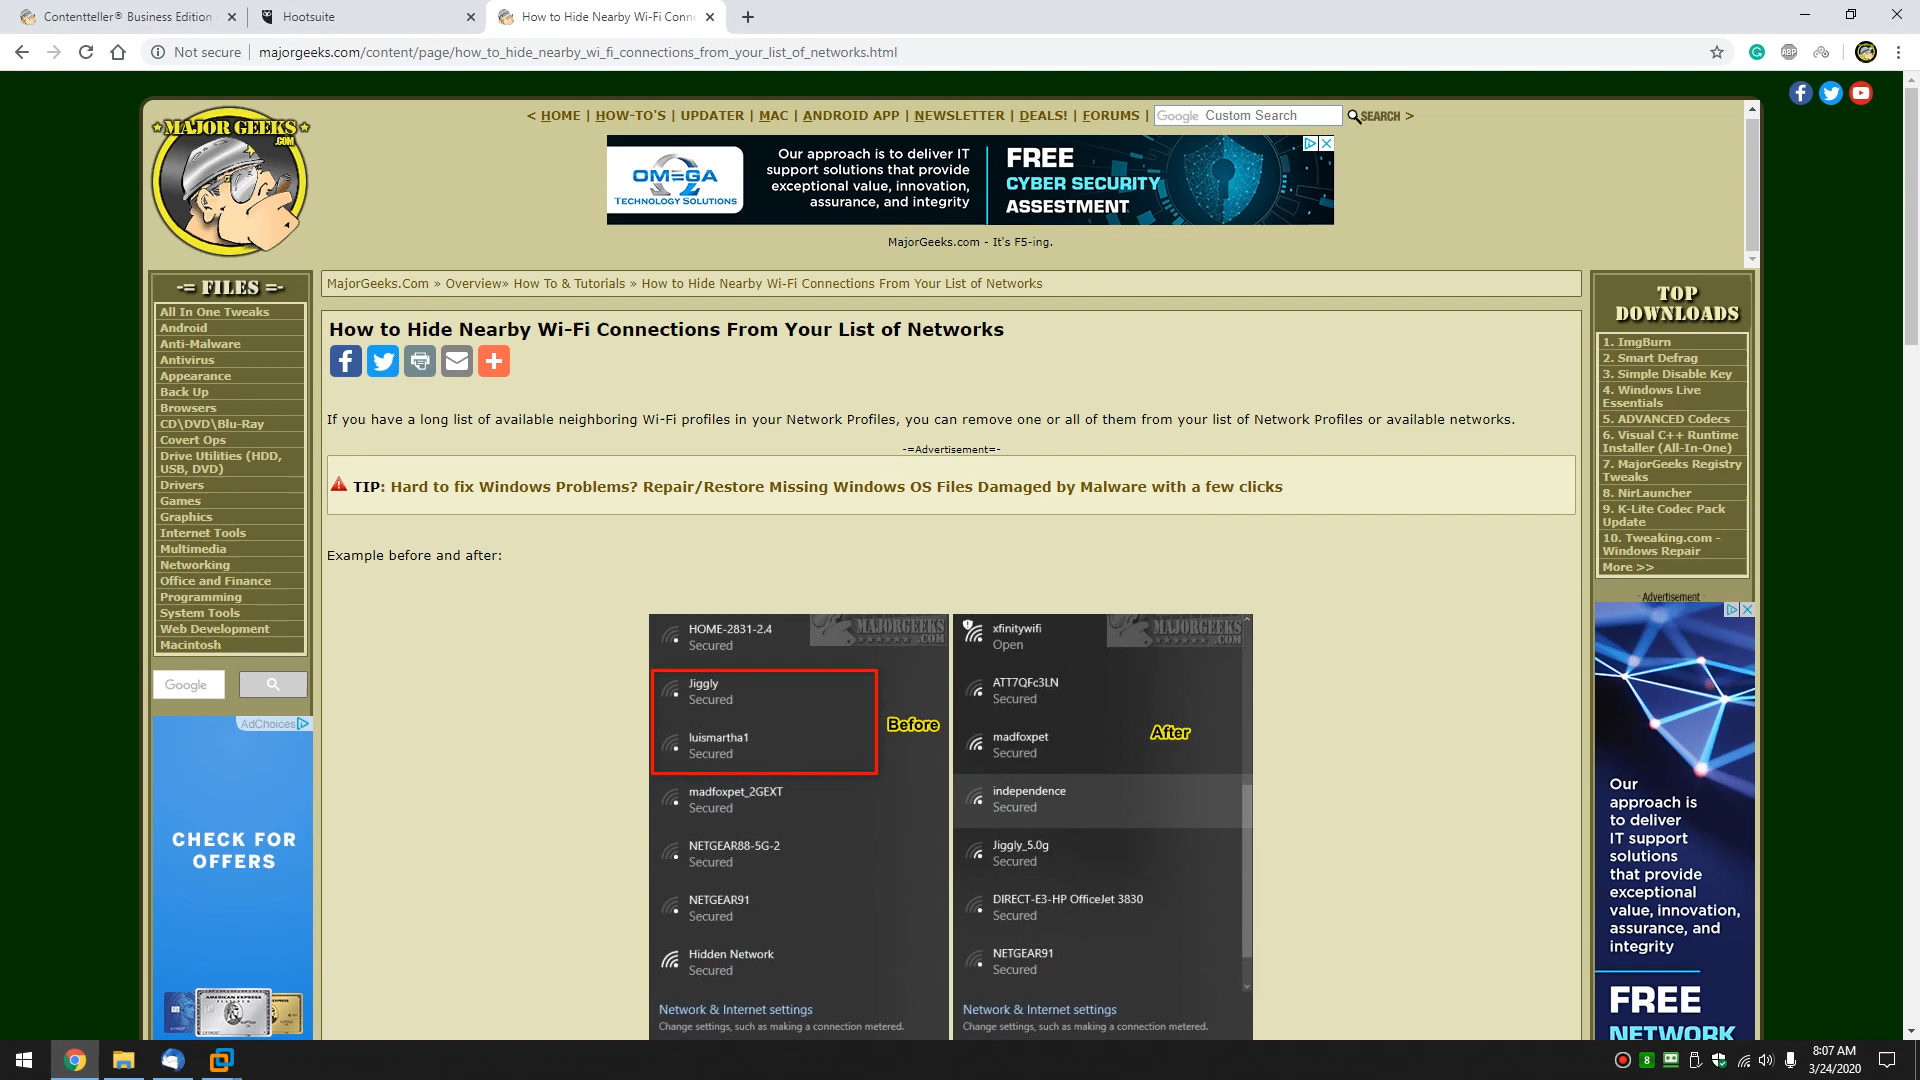 Contentteller® Business Edition
Hootsuite
How to Hide Nearby Wi-Fi Conn
Not secure
majorgeeks.com/content/page/how_to_hide_nearby_wi_fi_connections_from_your_list_of_networks.html
ABP
MAJOR GEEKS
.COM
< HOME | HOW-TO'S | UPDATER | MAC | ANDROID APP | NEWSLETTER | DEALS! | FORUMS |
Google Custom Search
SEARCH >
OMEGA
TECHNOLOGY SOLUTIONS
Our approach is to deliver IT
support solutions that provide
exceptional value, innovation,
assurance, and integrity
FREE
CYBER SECURITY
ASSESTMENT
MajorGeeks.com - It's F5-ing.
-= FILES =-
All In One Tweaks
Android
Anti-Malware
Antivirus
Appearance
Back Up
Browsers
CD\DVD\Blu-Ray
Covert Ops
Drive Utilities (HDD,
USB, DVD)
Drivers
Games
Graphics
Internet Tools
Multimedia
Networking
Office and Finance
Programming
System Tools
Web Development
Macintosh
Google
AdChoices
CHECK FOR
OFFERS
AMERICAN EXPRESS
MajorGeeks.Com » Overview» How To & Tutorials » How to Hide Nearby Wi-Fi Connections From Your List of Networks
How to Hide Nearby Wi-Fi Connections From Your List of Networks
If you have a long list of available neighboring Wi-Fi profiles in your Network Profiles, you can remove one or all of them from your list of Network Profiles or available networks.
-=Advertisement=-
TIP: Hard to fix Windows Problems? Repair/Restore Missing Windows OS Files Damaged by Malware with a few clicks
Example before and after:
MAJORGEEKS
HOME-2831-2.4
Secured
Jiggly
Secured
luismartha1
Secured
Before
madfoxpet_2GEXT
Secured
NETGEAR88-5G-2
Secured
NETGEAR91
Secured
Hidden Network
Secured
Network & Internet settings
Change settings, such as making a connection metered.
MAJORGEEKS
xfinitywifi
Open
ATT7QFc3LN
Secured
madfoxpet
Secured
After
independence
Secured
Jiggly_5.0g
Secured
DIRECT-E3-HP OfficeJet 3830
Secured
NETGEAR91
Secured
Network & Internet settings
Change settings, such as making a connection metered.
TOP
DOWNLOADS
1. ImgBurn
2. Smart Defrag
3. Simple Disable Key
4. Windows Live
Essentials
5. ADVANCED Codecs
6. Visual C++ Runtime
Installer (All-In-One)
7. MajorGeeks Registry
Tweaks
8. NirLauncher
9. K-Lite Codec Pack
Update
10. Tweaking.com -
Windows Repair
More >>
Advertisement
Our
approach is
to deliver
IT support
solutions
that provide
exceptional
value, innovation,
assurance, and
integrity
FREE
NETWORK
8
8:07 AM
3/24/2020